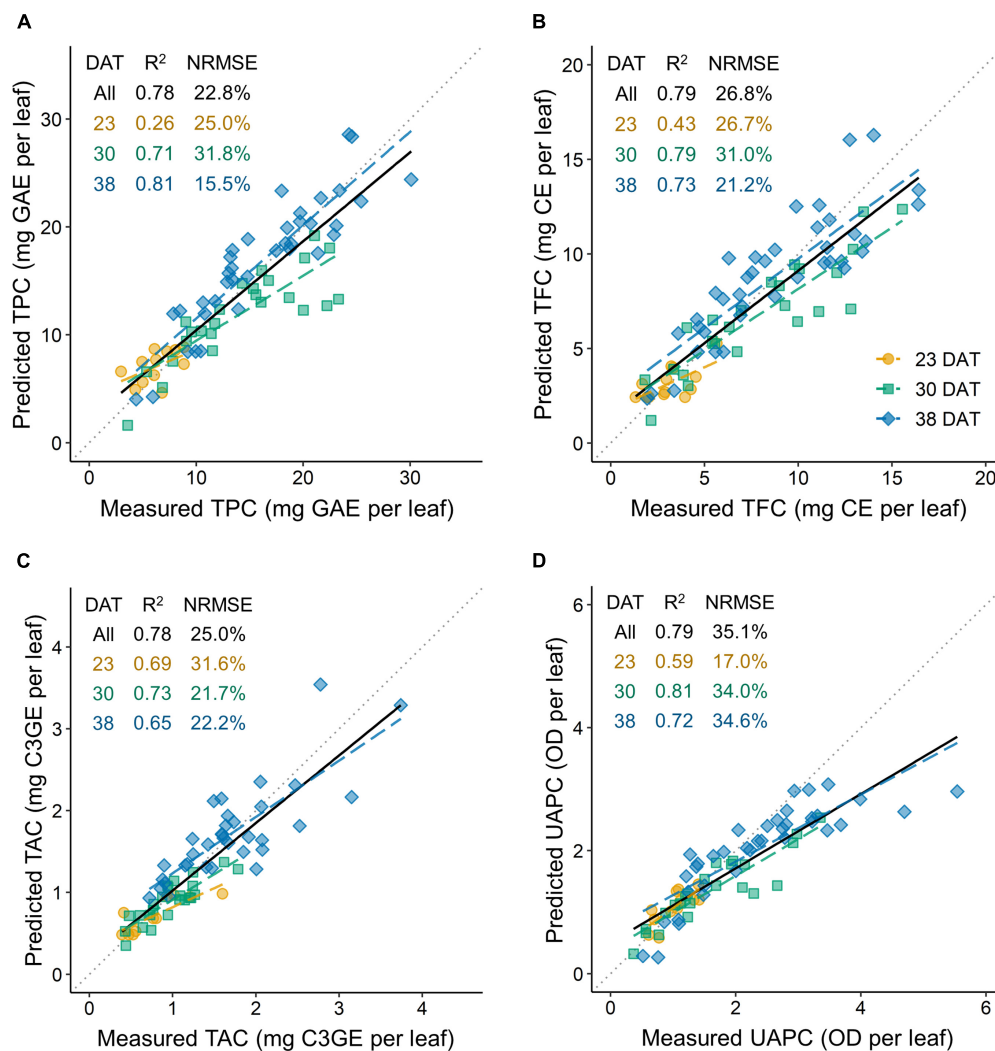 A
DAT R² NRMSE
All 0.78 22.8%
23 0.26 25.0%
30 0.71 31.8%
38 0.81 15.5%
Predicted TPC (mg GAE per leaf)
30
20
10
0
0 10 20 30
Measured TPC (mg GAE per leaf)
B
DAT R² NRMSE
All 0.79 26.8%
23 0.43 26.7%
30 0.79 31.0%
38 0.73 21.2%
Predicted TFC (mg CE per leaf)
20
15
10
5
0
23 DAT
30 DAT
38 DAT
0 5 10 15 20
Measured TFC (mg CE per leaf)
C
DAT R² NRMSE
All 0.78 25.0%
23 0.69 31.6%
30 0.73 21.7%
38 0.65 22.2%
Predicted TAC (mg C3GE per leaf)
4
3
2
1
0
0 1 2 3 4
Measured TAC (mg C3GE per leaf)
D
DAT R² NRMSE
All 0.79 35.1%
23 0.59 17.0%
30 0.81 34.0%
38 0.72 34.6%
Predicted UAPC (OD per leaf)
6
4
2
0
0 2 4 6
Measured UAPC (OD per leaf)